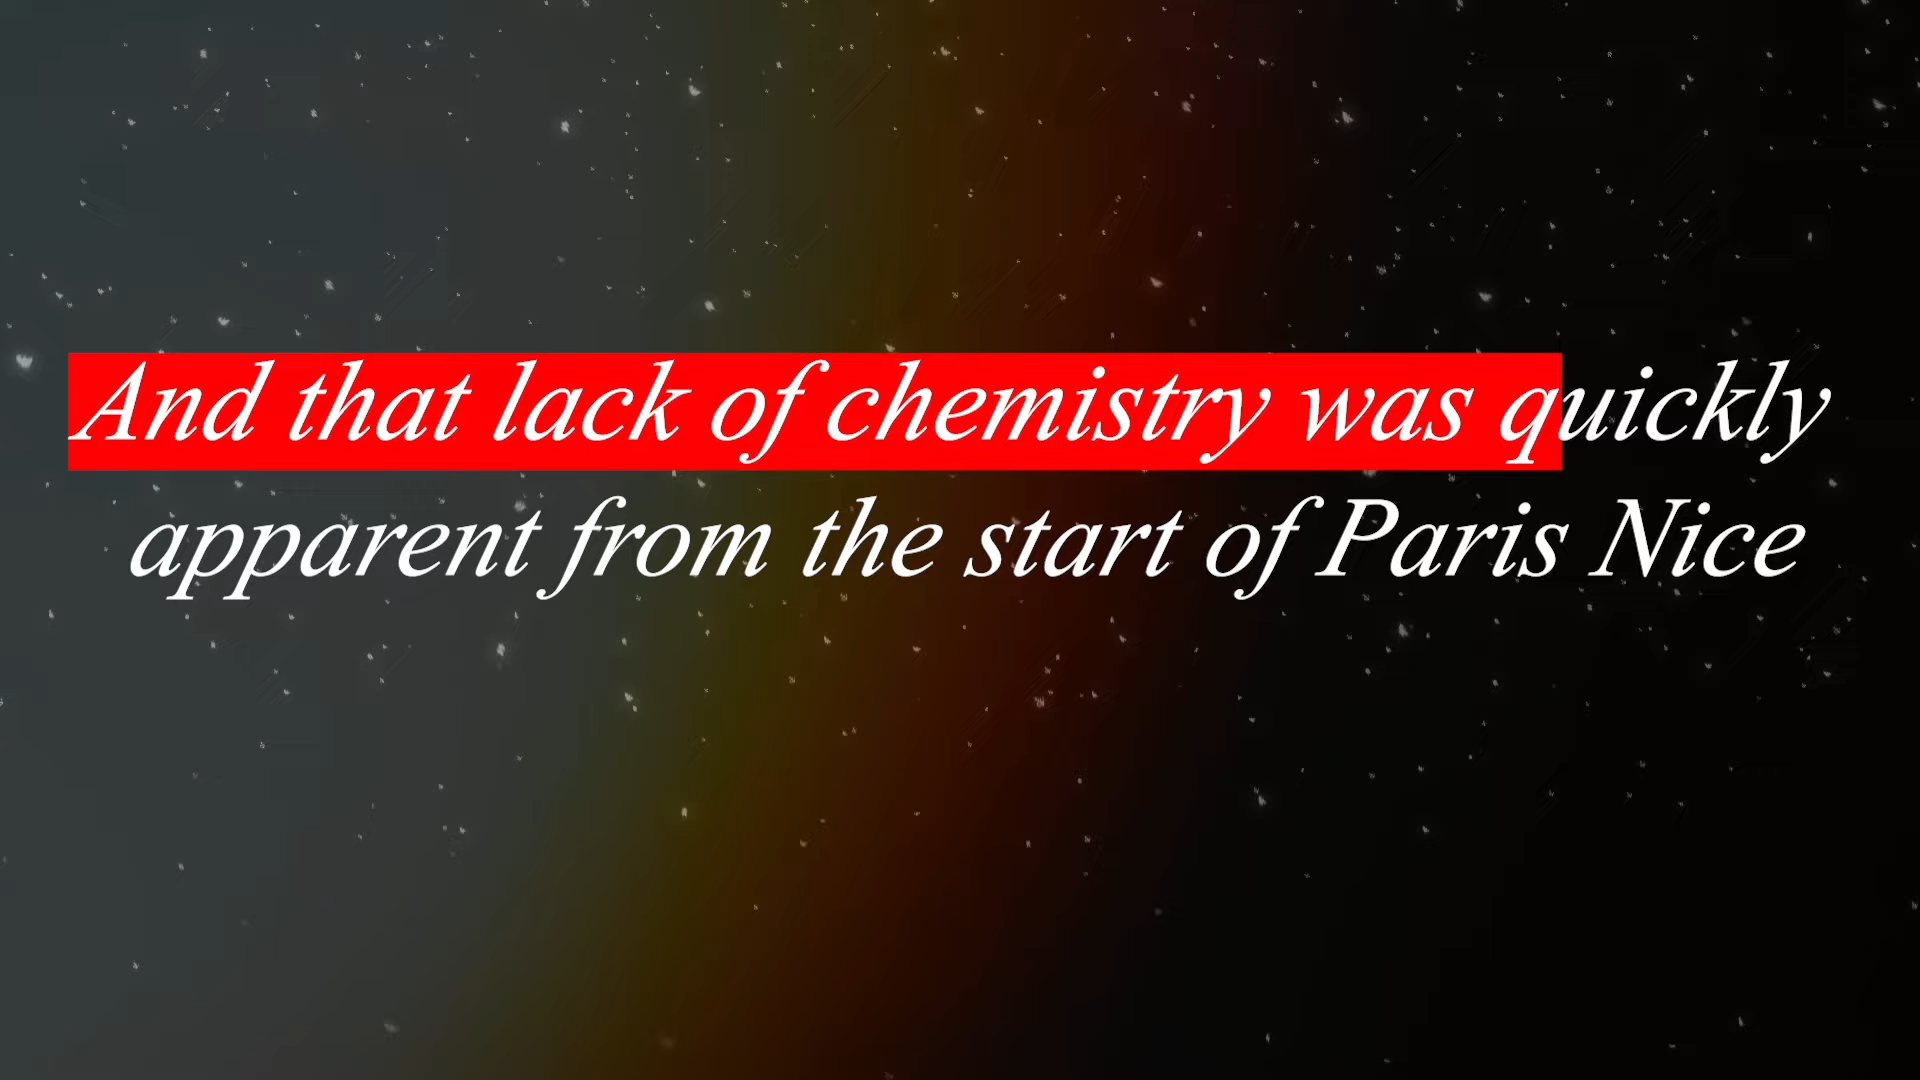 And that lack of chemistry was quickly
apparent from the start of Paris Nice